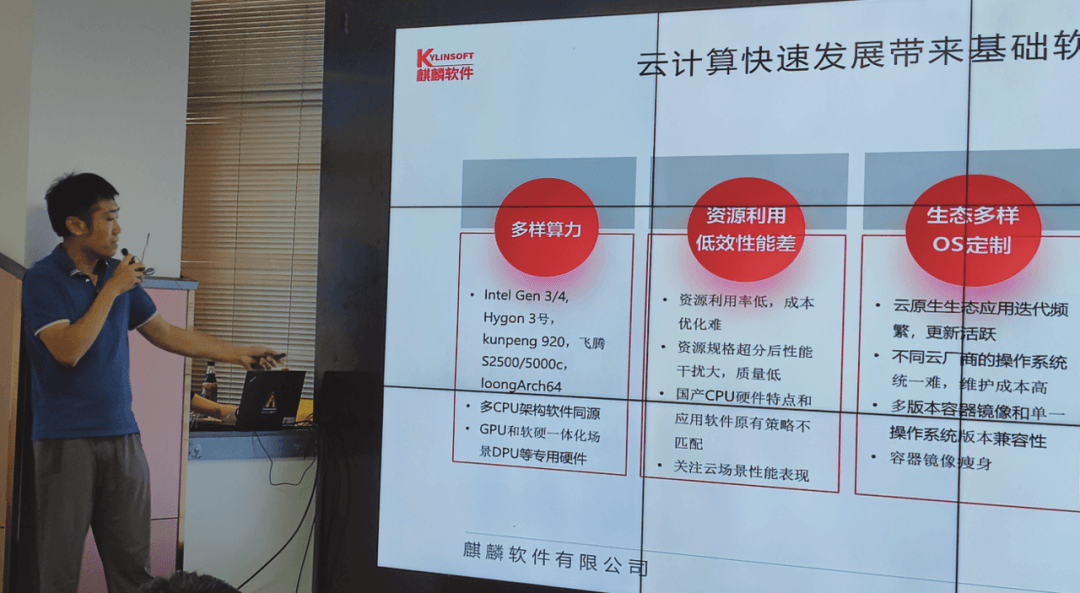 KYLINSOFT
麒麟软件
云计算快速发展带来基础软
多样算力
• Intel Gen 3/4,
Hygon 3号,
kunpeng 920，飞腾
S2500/5000c，
loongArch64
• 多CPU架构软件同源
• GPU和软硬一体化场
景DPU等专用硬件
资源利用
低效性能差
• 资源利用率低，成本
优化难
• 资源规格超分后性能
干扰大，质量低
• 国产CPU硬件特点和
应用软件原有策略不
匹配
• 关注云场景性能表现
生态多样
OS定制
• 云原生生态应用迭代频
繁，更新活跃
• 不同云厂商的操作系统
统一难，维护成本高
• 多版本容器镜像和单一
操作系统版本兼容性
• 容器镜像瘦身
麒麟软件有限公司